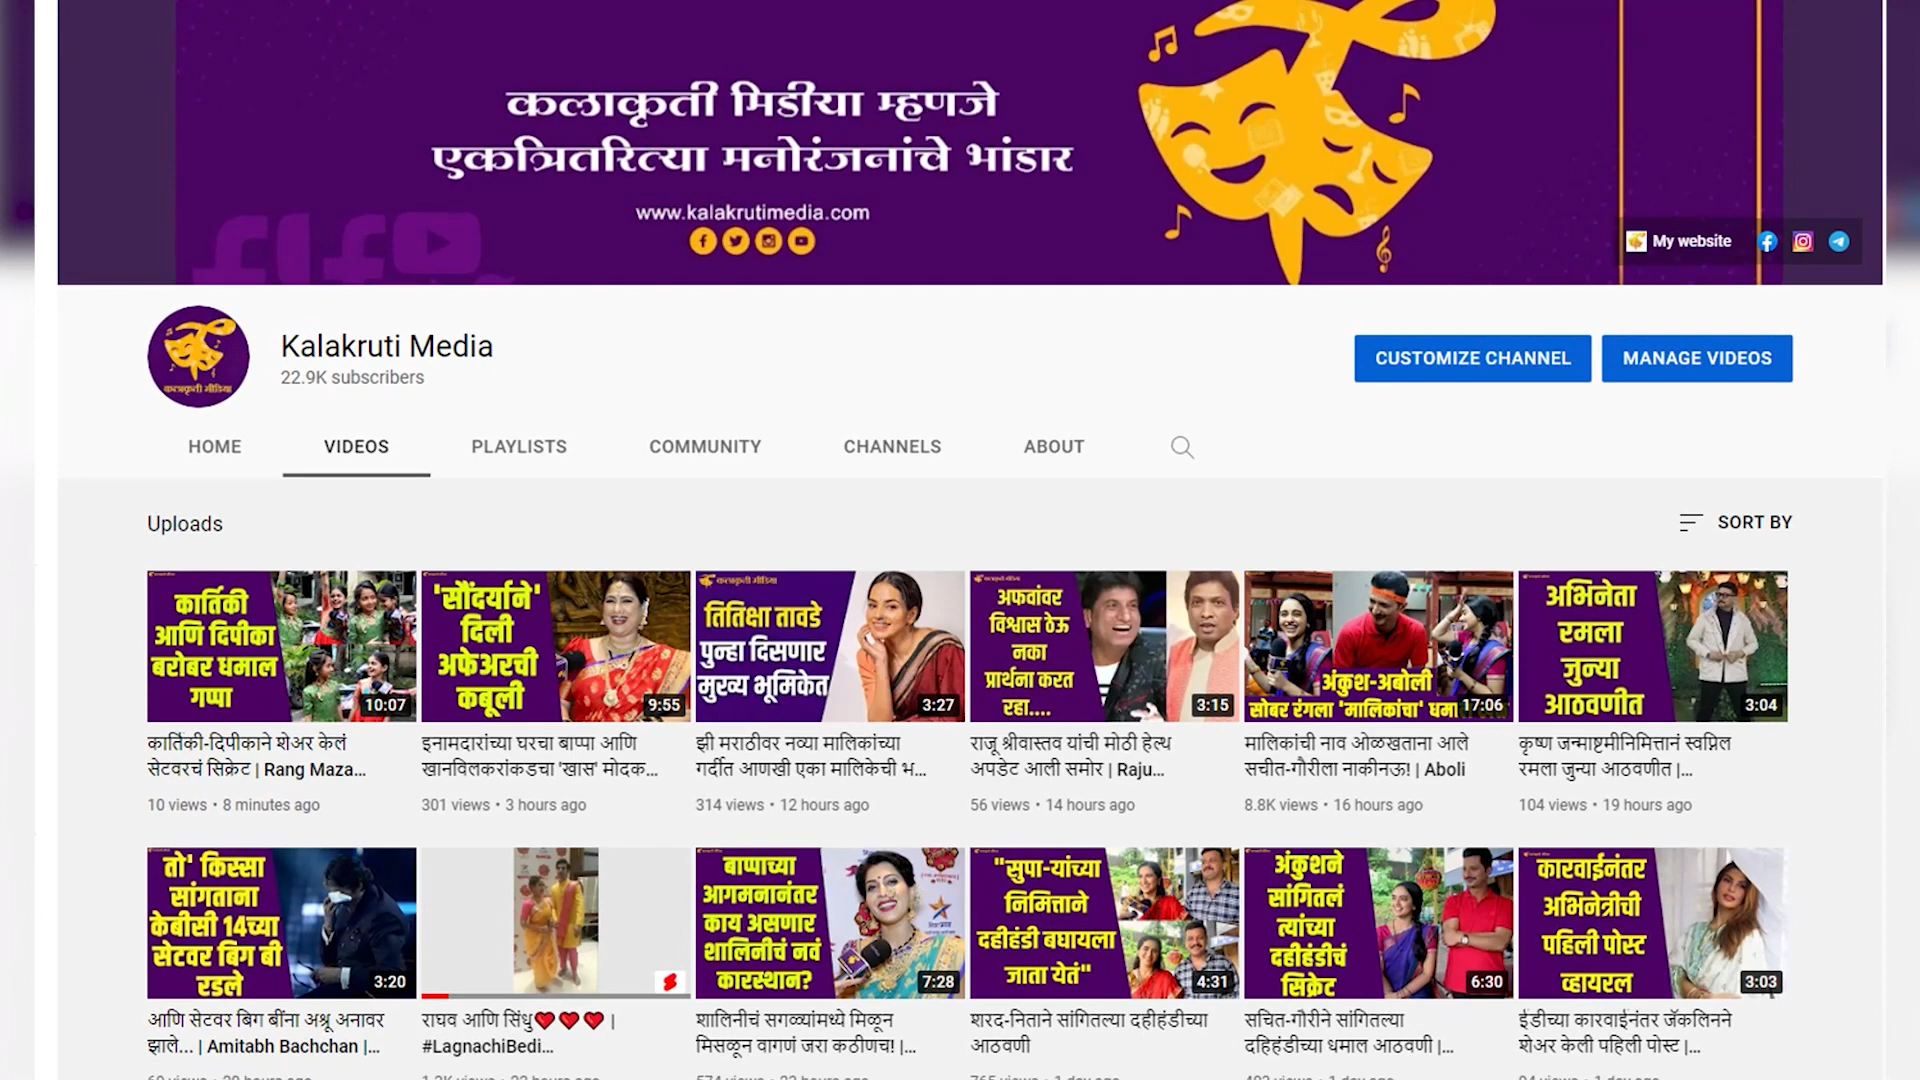 कलाकृती मिडीया म्हणजे
एकत्रितरित्या मनोरंजनांचे भांडार
www.kalakrutimedia.com
My website
कलाकृती मीडिया
Kalakruti Media
22.9K subscribers
CUSTOMIZE CHANNEL
MANAGE VIDEOS
HOME
VIDEOS
PLAYLISTS
COMMUNITY
CHANNELS
ABOUT
Uploads
SORT BY
कार्तिकी
आणि दिपीका
बरोबर धमाल
गप्पा
10:07
कार्तिकी-दिपीकाने शेअर केलं
सेटवरचं सिक्रेट | Rang Maza...
10 views • 8 minutes ago
'सौंदर्याने'
दिली
अफेअरची
कबूली
9:55
इनामदारांच्या घरचा बाप्पा आणि
खानविलकरांकडचा 'खास' मोदक...
301 views • 3 hours ago
कलाकृती मीडिया
तितिक्षा तावडे
पुन्हा दिसणार
मुख्य भूमिकेत
3:27
झी मराठीवर नव्या मालिकांच्या
गर्दीत आणखी एका मालिकेची भ...
314 views • 12 hours ago
अफवांवर
विश्वास ठेऊ
नका
प्रार्थना करत
रहा....
3:15
राजू श्रीवास्तव यांची मोठी हेल्थ
अपडेट आली समोर | Raju...
56 views • 14 hours ago
अंकुश-अबोली
सोबर रंगला 'मालिकांचा' धमा
17:06
मालिकांची नाव ओळखताना आले
सचीत-गौरीला नाकीनऊ! | Aboli
8.8K views • 16 hours ago
अभिनेता
रमला
जुन्या
आठवणीत
3:04
कृष्ण जन्माष्टमीनिमित्तानं स्वप्निल
रमला जुन्या आठवणीत |...
104 views • 19 hours ago
तो' किस्सा
सांगताना
केबीसी 14च्या
सेटवर बिग बी
रडले
3:20
आणि सेटवर बिग बींना अश्रू अनावर
झाले... | Amitabh Bachchan |...
राघव आणि सिंधु❤❤❤ |
#LagnachiBedi...
बाप्पाच्या
आगमनानंतर
काय असणार
शालिनीचं नवं
कारस्थान?
7:28
शालिनीचं सगळ्यांमध्ये मिळून
मिसळून वागणं जरा कठीणच! |...
"सुपा-यांच्या
निमित्ताने
दहीहंडी बघायला
जाता येतं"
4:31
शरद-निताने सांगितल्या दहीहंडीच्या
आठवणी
अंकुशने
सांगितलं
त्यांच्या
दहीहंडीचं
सिक्रेट
6:30
सचित-गौरीने सांगितल्या
दहिहंडीच्या धमाल आठवणी |...
कारवाईनंतर
अभिनेत्रीची
पहिली पोस्ट
व्हायरल
3:03
ईडीच्या कारवाईनंतर जॅकलिनने
शेअर केली पहिली पोस्ट |...